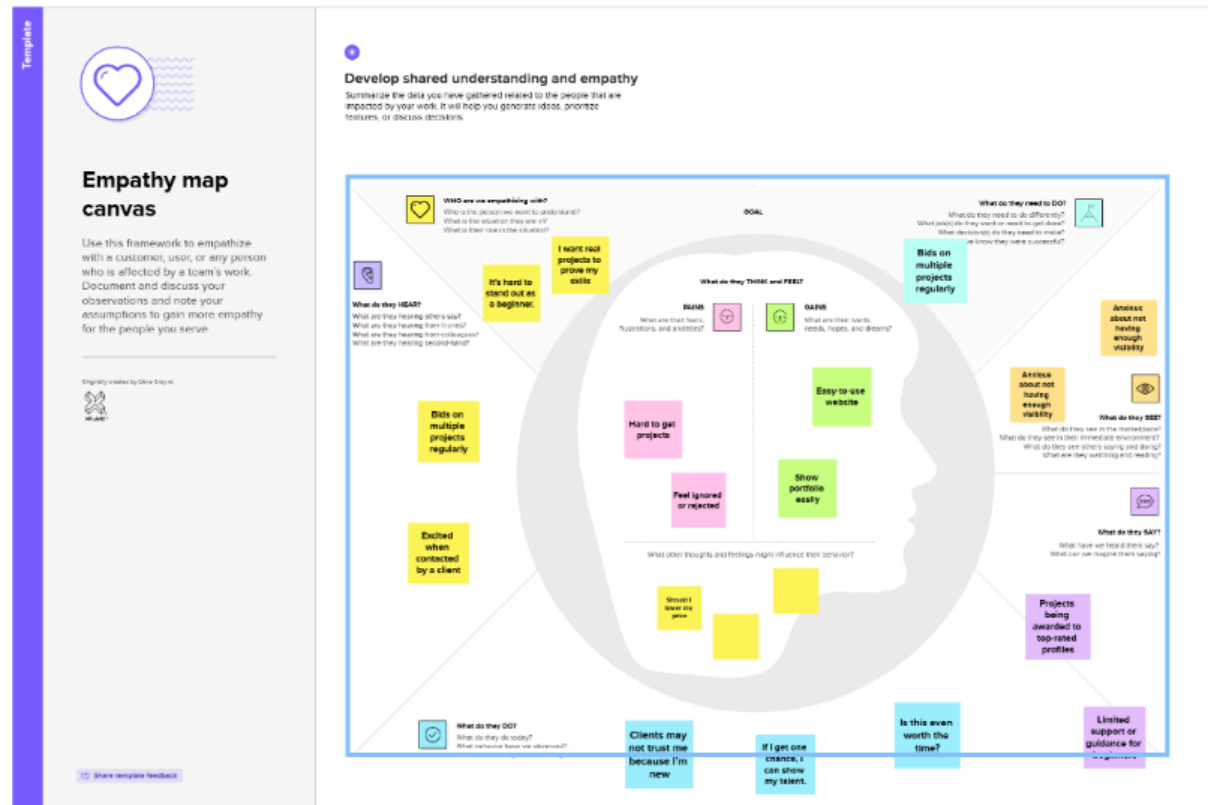 Template
Empathy map
canvas
Use this framework to empathize
with a customer, user, or any person
who is affected by a team's work.
Document and discuss your
observations and note your
assumptions to gain more empathy
for the people you serve
Originally created by Dave Gray at
XPLANE
Share template feedback
Develop shared understanding and empathy
Summarize the data you have gathered related to the people that are
impacted by your work. It will help you generate ideas, prioritize
features, or discuss decisions.
WHO are we empathizing with?
Who is the person we want to understand?
What is the situation they are in?
What is their role in the situation?
GOAL
What do they need to DO?
What do they need to do differently?
What job(s) do they want or need to get done?
What decision(s) do they need to make?
we know they were successful?
I want real
projects to
prove my
skills
It's hard to
stand out as
a beginner.
Bids on
multiple
projects
regularly
What do they HEAR?
What are they hearing others say?
What are they hearing from friends?
What are they hearing from colleagues?
What are they hearing second-hand?
What do they THINK and FEEL?
PAINS
What are their fears,
frustrations, and anxieties?
GAINS
What are their wants,
needs, hopes, and dreams?
Anxious
about not
having
enough
visibility
Anxious
about not
having
enough
visibility
What do they SEE?
What do they see in the marketplace?
What do they see in their immediate environment?
What do they see others saying and doing?
What are they watching and reading?
Bids on
multiple
projects
regularly
Hard to get
projects
Easy-to-use
website
Feel ignored
or rejected
Show
portfolio
easily
What do they SAY?
What have we heard them say?
What can we imagine them saying?
Excited
when
contacted
by a client
What other thoughts and feelings might influence their behavior?
Should I
lower my
price
Projects
being
awarded to
top-rated
profiles
What do they DO?
What do they do today?
What behavior have we observed?
Clients may
not trust me
because I'm
new
If I get one
chance, I
can show
my talent.
Is this even
worth the
time?
Limited
support or
guidance for
beginners